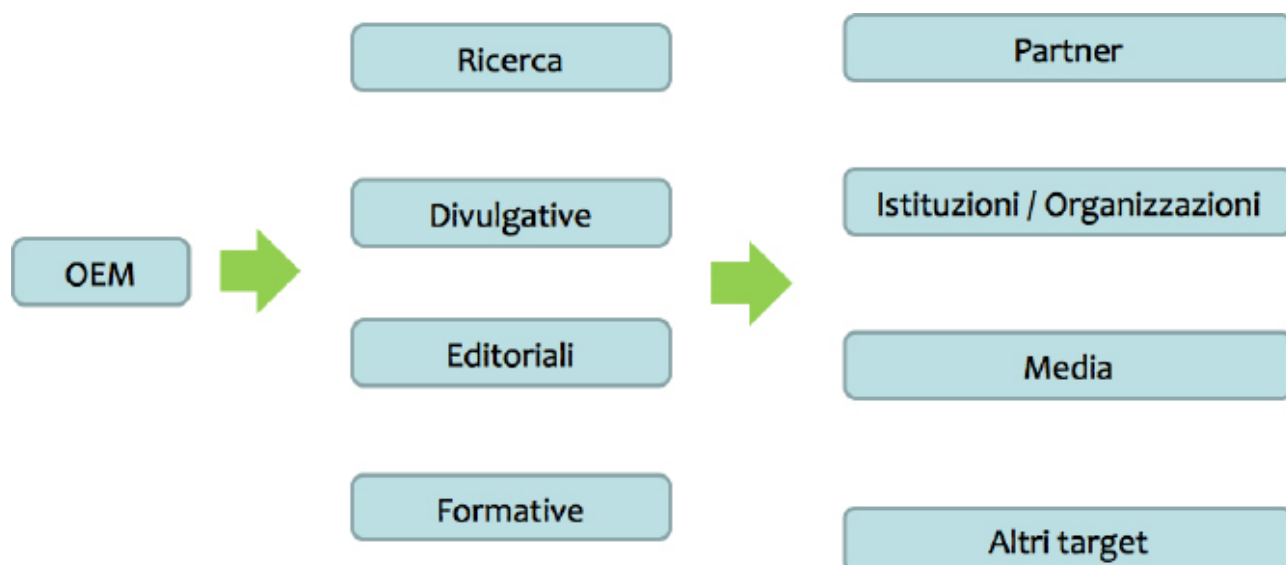 OEM
Ricerca
Divulgative
Editoriali
Formative
Partner
Istituzioni / Organizzazioni
Media
Altri target